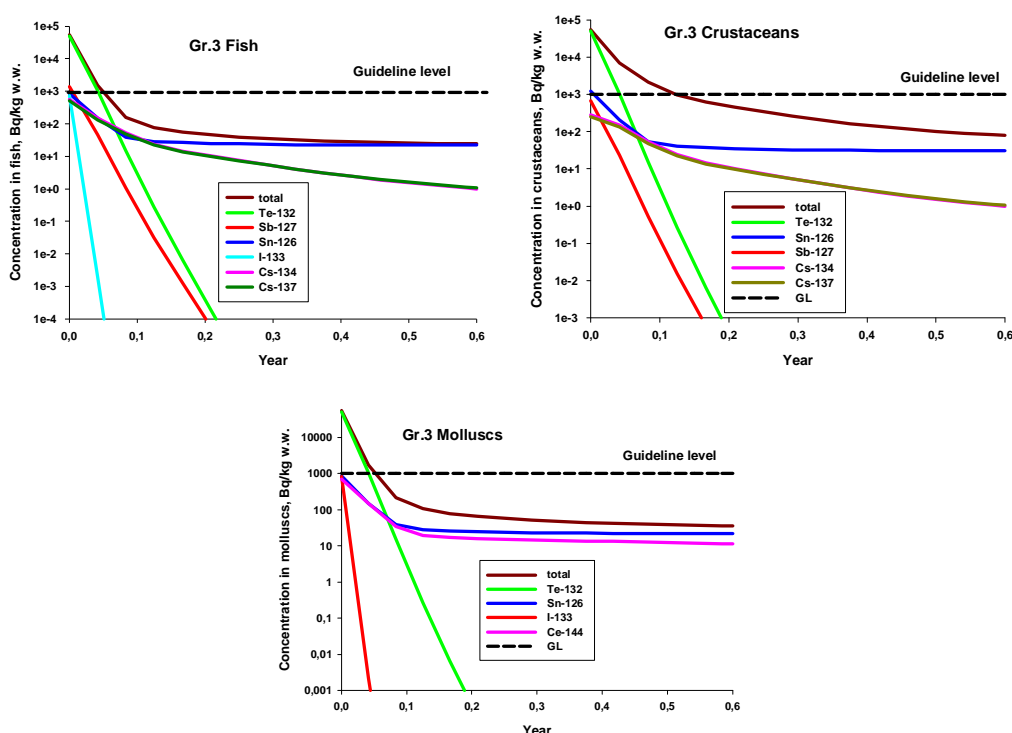 Gr.3 Fish
Guideline level
Concentration in fish, Bq/kg w.w.
1e+5
1e+4
1e+3
1e+2
1e+1
1e+0
1e-1
1e-2
1e-3
1e-4
total
Te-132
Sb-127
Sn-126
I-133
Cs-134
Cs-137
0,0 0,1 0,2 0,3 0,4 0,5 0,6
Year
Gr.3 Crustaceans
Guideline level
Concentration in crustaceans, Bq/kg w.w.
1e+5
1e+4
1e+3
1e+2
1e+1
1e+0
1e-1
1e-2
1e-3
total
Te-132
Sn-126
Sb-127
Cs-134
Cs-137
GL
0,0 0,1 0,2 0,3 0,4 0,5 0,6
Year
Gr.3 Molluscs
Guideline level
Concentration in molluscs, Bq/kg w.w.
10000
1000
100
10
1
0,1
0,01
0,001
total
Te-132
Sn-126
I-133
Ce-144
GL
0,0 0,1 0,2 0,3 0,4 0,5 0,6
Year